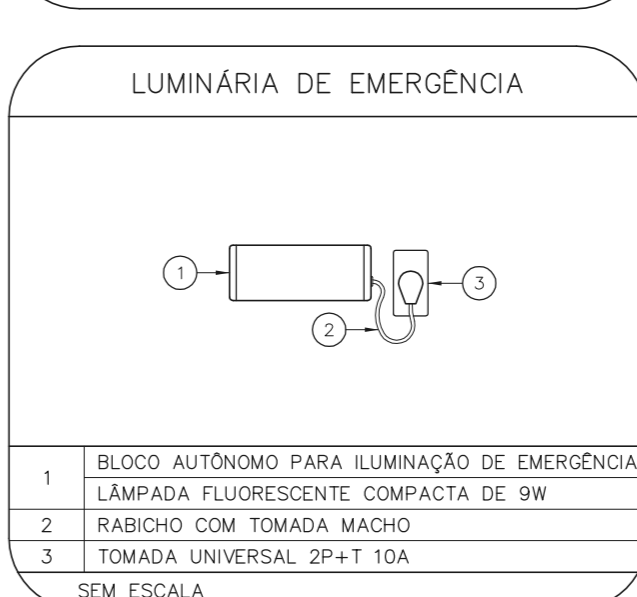 LUMINÁRIA DE EMERGÊNCIA
1
3
2
1
BLOCO AUTÔNOMO PARA ILUMINAÇÃO DE EMERGÊNCIA
LÂMPADA FLUORESCENTE COMPACTA DE 9W
2 RABICHO COM TOMADA MACHO
3 TOMADA UNIVERSAL 2P+T 10A
SEM ESCALA